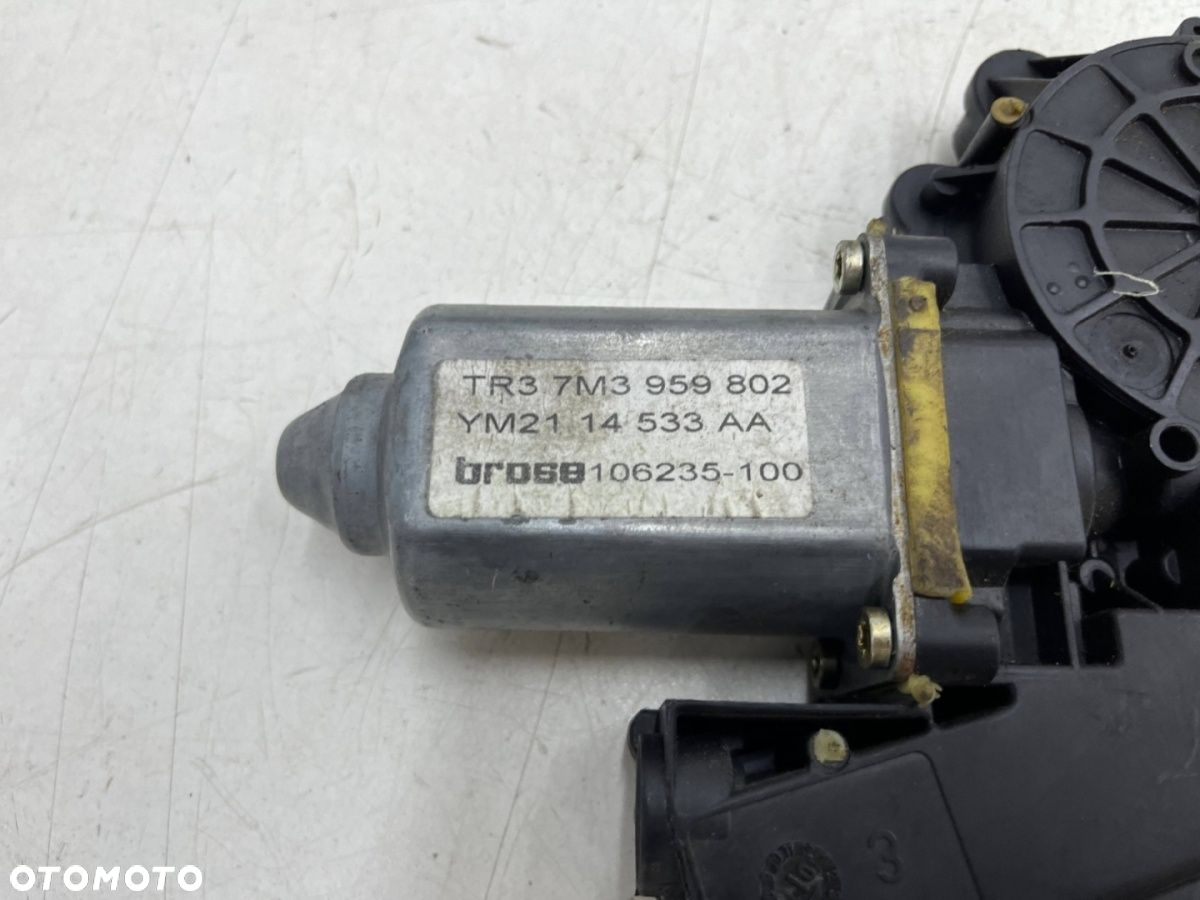 TR3 7M3 959 802
YM21 14 533 AA
brose 106235-100
3
OTOMOTO